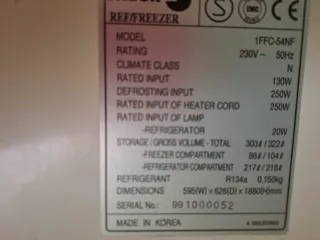 REF/FREEZER
MODEL 1FFC-54NF
RATING 230V ~ 50Hz
CLIMATE CLASS N
RATED INPUT 130W
DEFROSTING INPUT 250W
RATED INPUT OF HEATER CORD 250W
RATED INPUT OF LAMP
-REFRIGERATOR 20W
STORAGE / GROSS VOLUME - TOTAL 303ℓ / 322ℓ
-FREEZER COMPARTMENT 86ℓ / 104ℓ
-REFRIGERATOR COMPARTMENT 217ℓ / 218ℓ
REFRIGERANT R134a 0,150kg
DIMENSIONS 595(W) x 626(D) x 1880(H)mm
SERIAL No.: 991000052
MADE IN KOREA